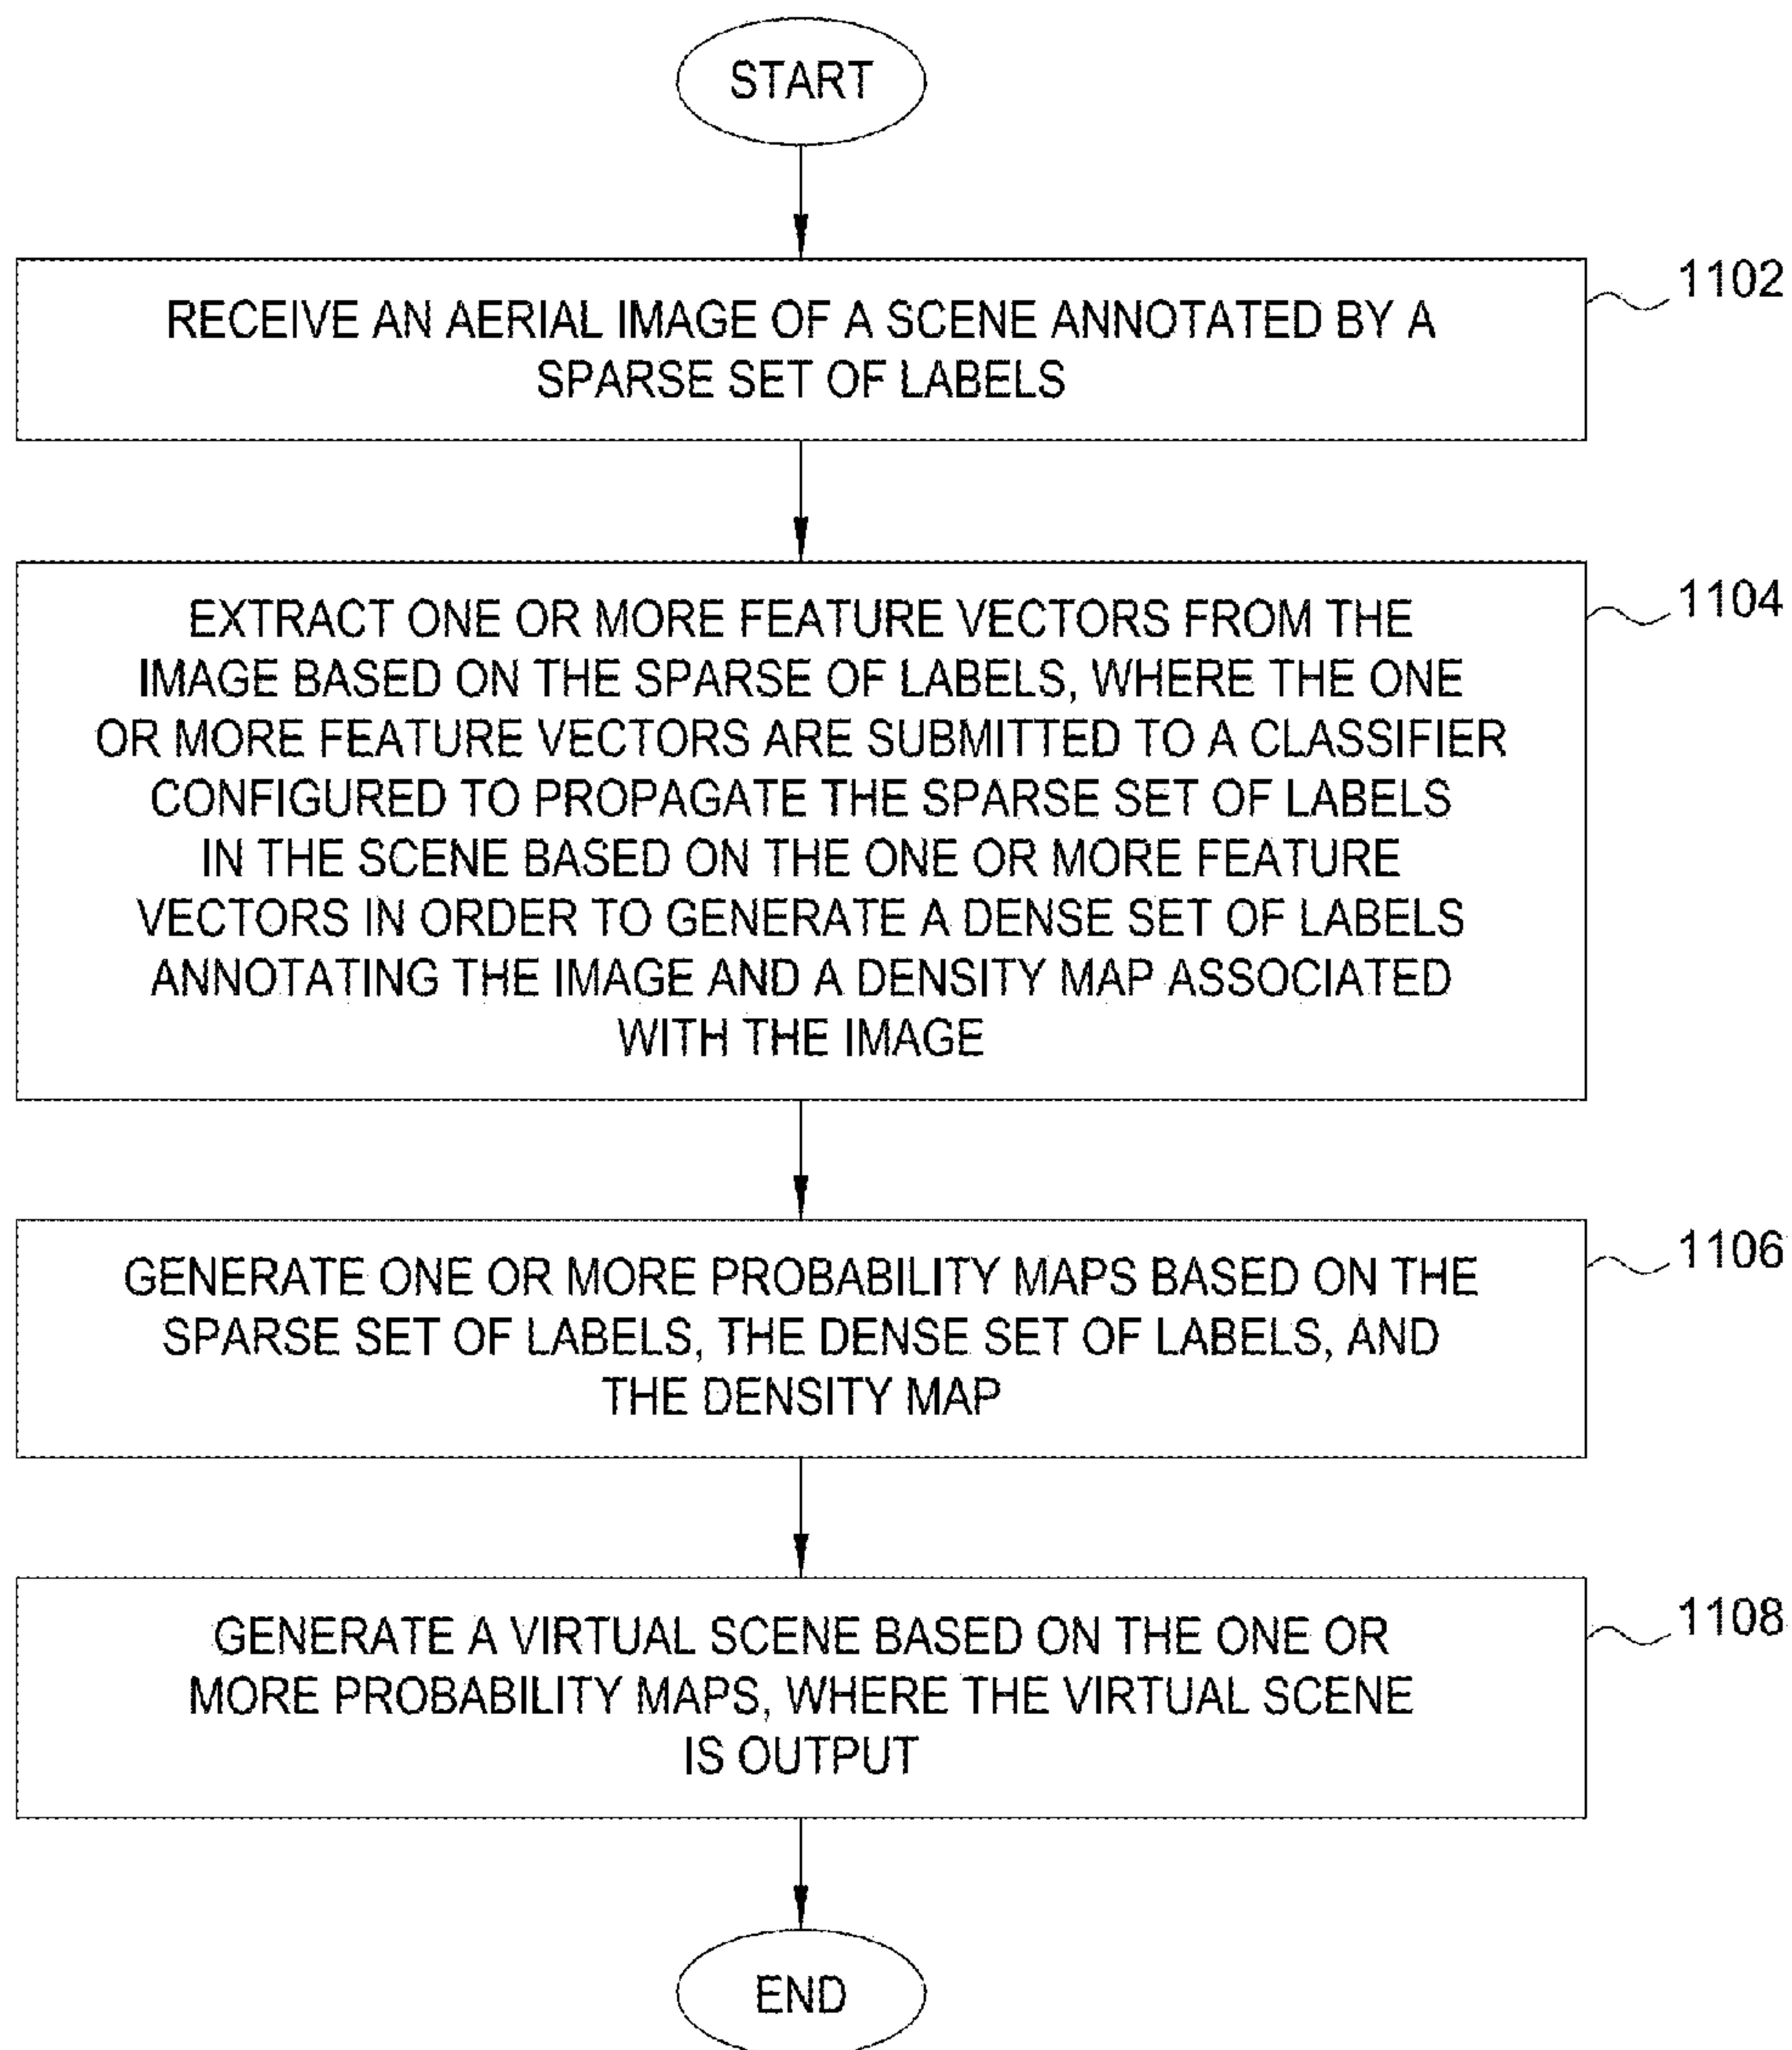 START
1102
RECEIVE AN AERIAL IMAGE OF A SCENE ANNOTATED BY A
SPARSE SET OF LABELS
1104
EXTRACT ONE OR MORE FEATURE VECTORS FROM THE
IMAGE BASED ON THE SPARSE OF LABELS, WHERE THE ONE
OR MORE FEATURE VECTORS ARE SUBMITTED TO A CLASSIFIER
CONFIGURED TO PROPAGATE THE SPARSE SET OF LABELS
IN THE SCENE BASED ON THE ONE OR MORE FEATURE
VECTORS IN ORDER TO GENERATE A DENSE SET OF LABELS
ANNOTATING THE IMAGE AND A DENSITY MAP ASSOCIATED
WITH THE IMAGE
1106
GENERATE ONE OR MORE PROBABILITY MAPS BASED ON THE
SPARSE SET OF LABELS, THE DENSE SET OF LABELS, AND
THE DENSITY MAP
1108
GENERATE A VIRTUAL SCENE BASED ON THE ONE OR
MORE PROBABILITY MAPS, WHERE THE VIRTUAL SCENE
IS OUTPUT
END